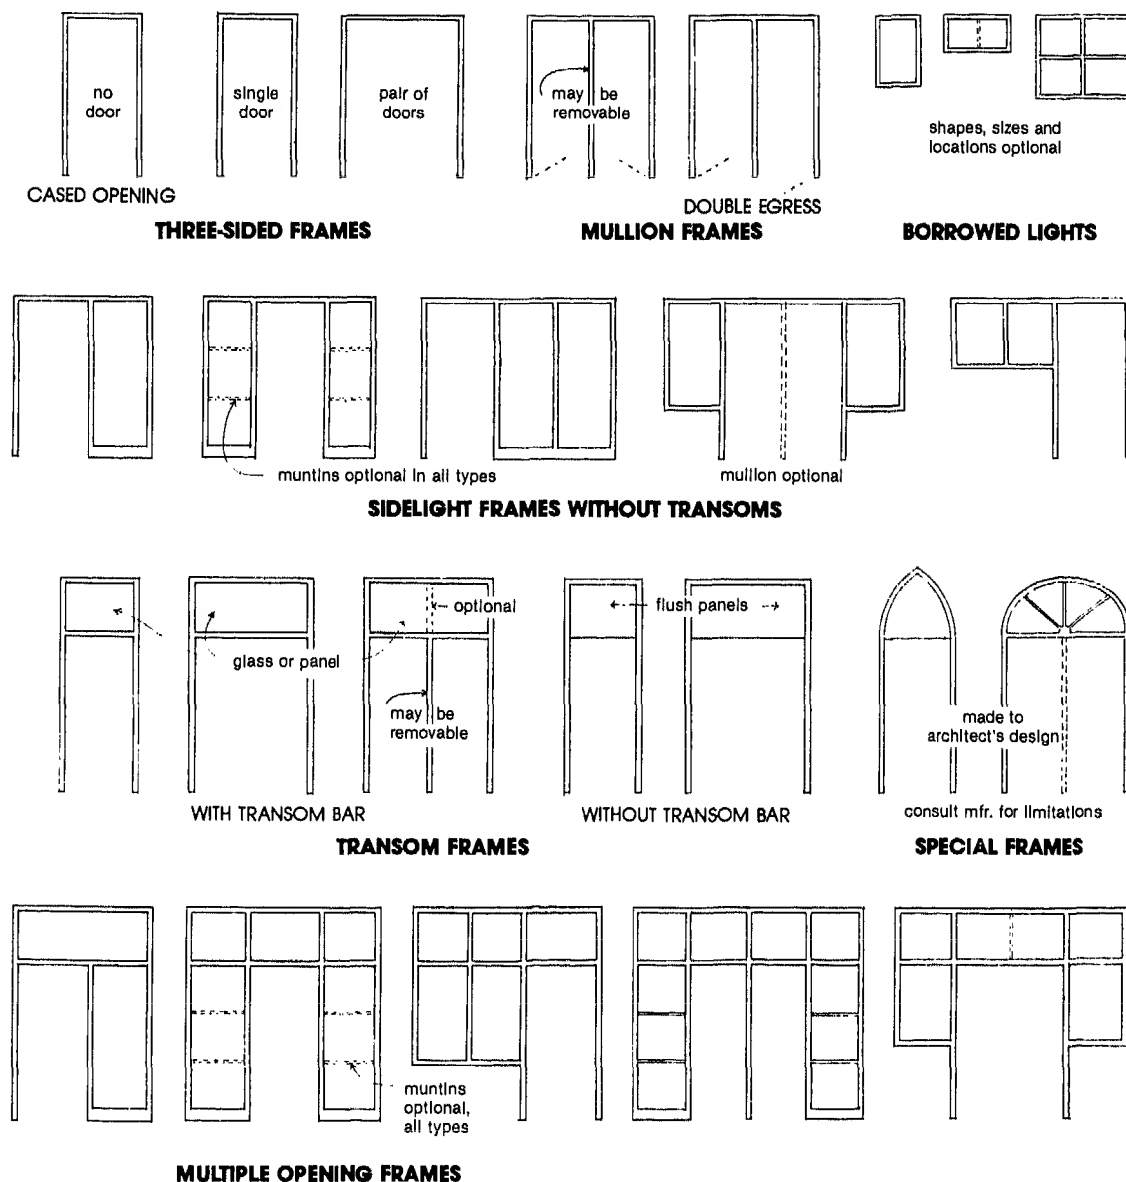 no
door
single
door
pair of
doors
may be
removable
shapes, sizes and
locations optional
CASED OPENING
DOUBLE EGRESS
THREE-SIDED FRAMES
MULLION FRAMES
BORROWED LIGHTS
muntins optional in all types
mullion optional
SIDELIGHT FRAMES WITHOUT TRANSOMS
optional
flush panels
glass or panel
may be
removable
made to
architect's design
WITH TRANSOM BAR
WITHOUT TRANSOM BAR
consult mfr. for limitations
TRANSOM FRAMES
SPECIAL FRAMES
muntins
optional,
all types
MULTIPLE OPENING FRAMES